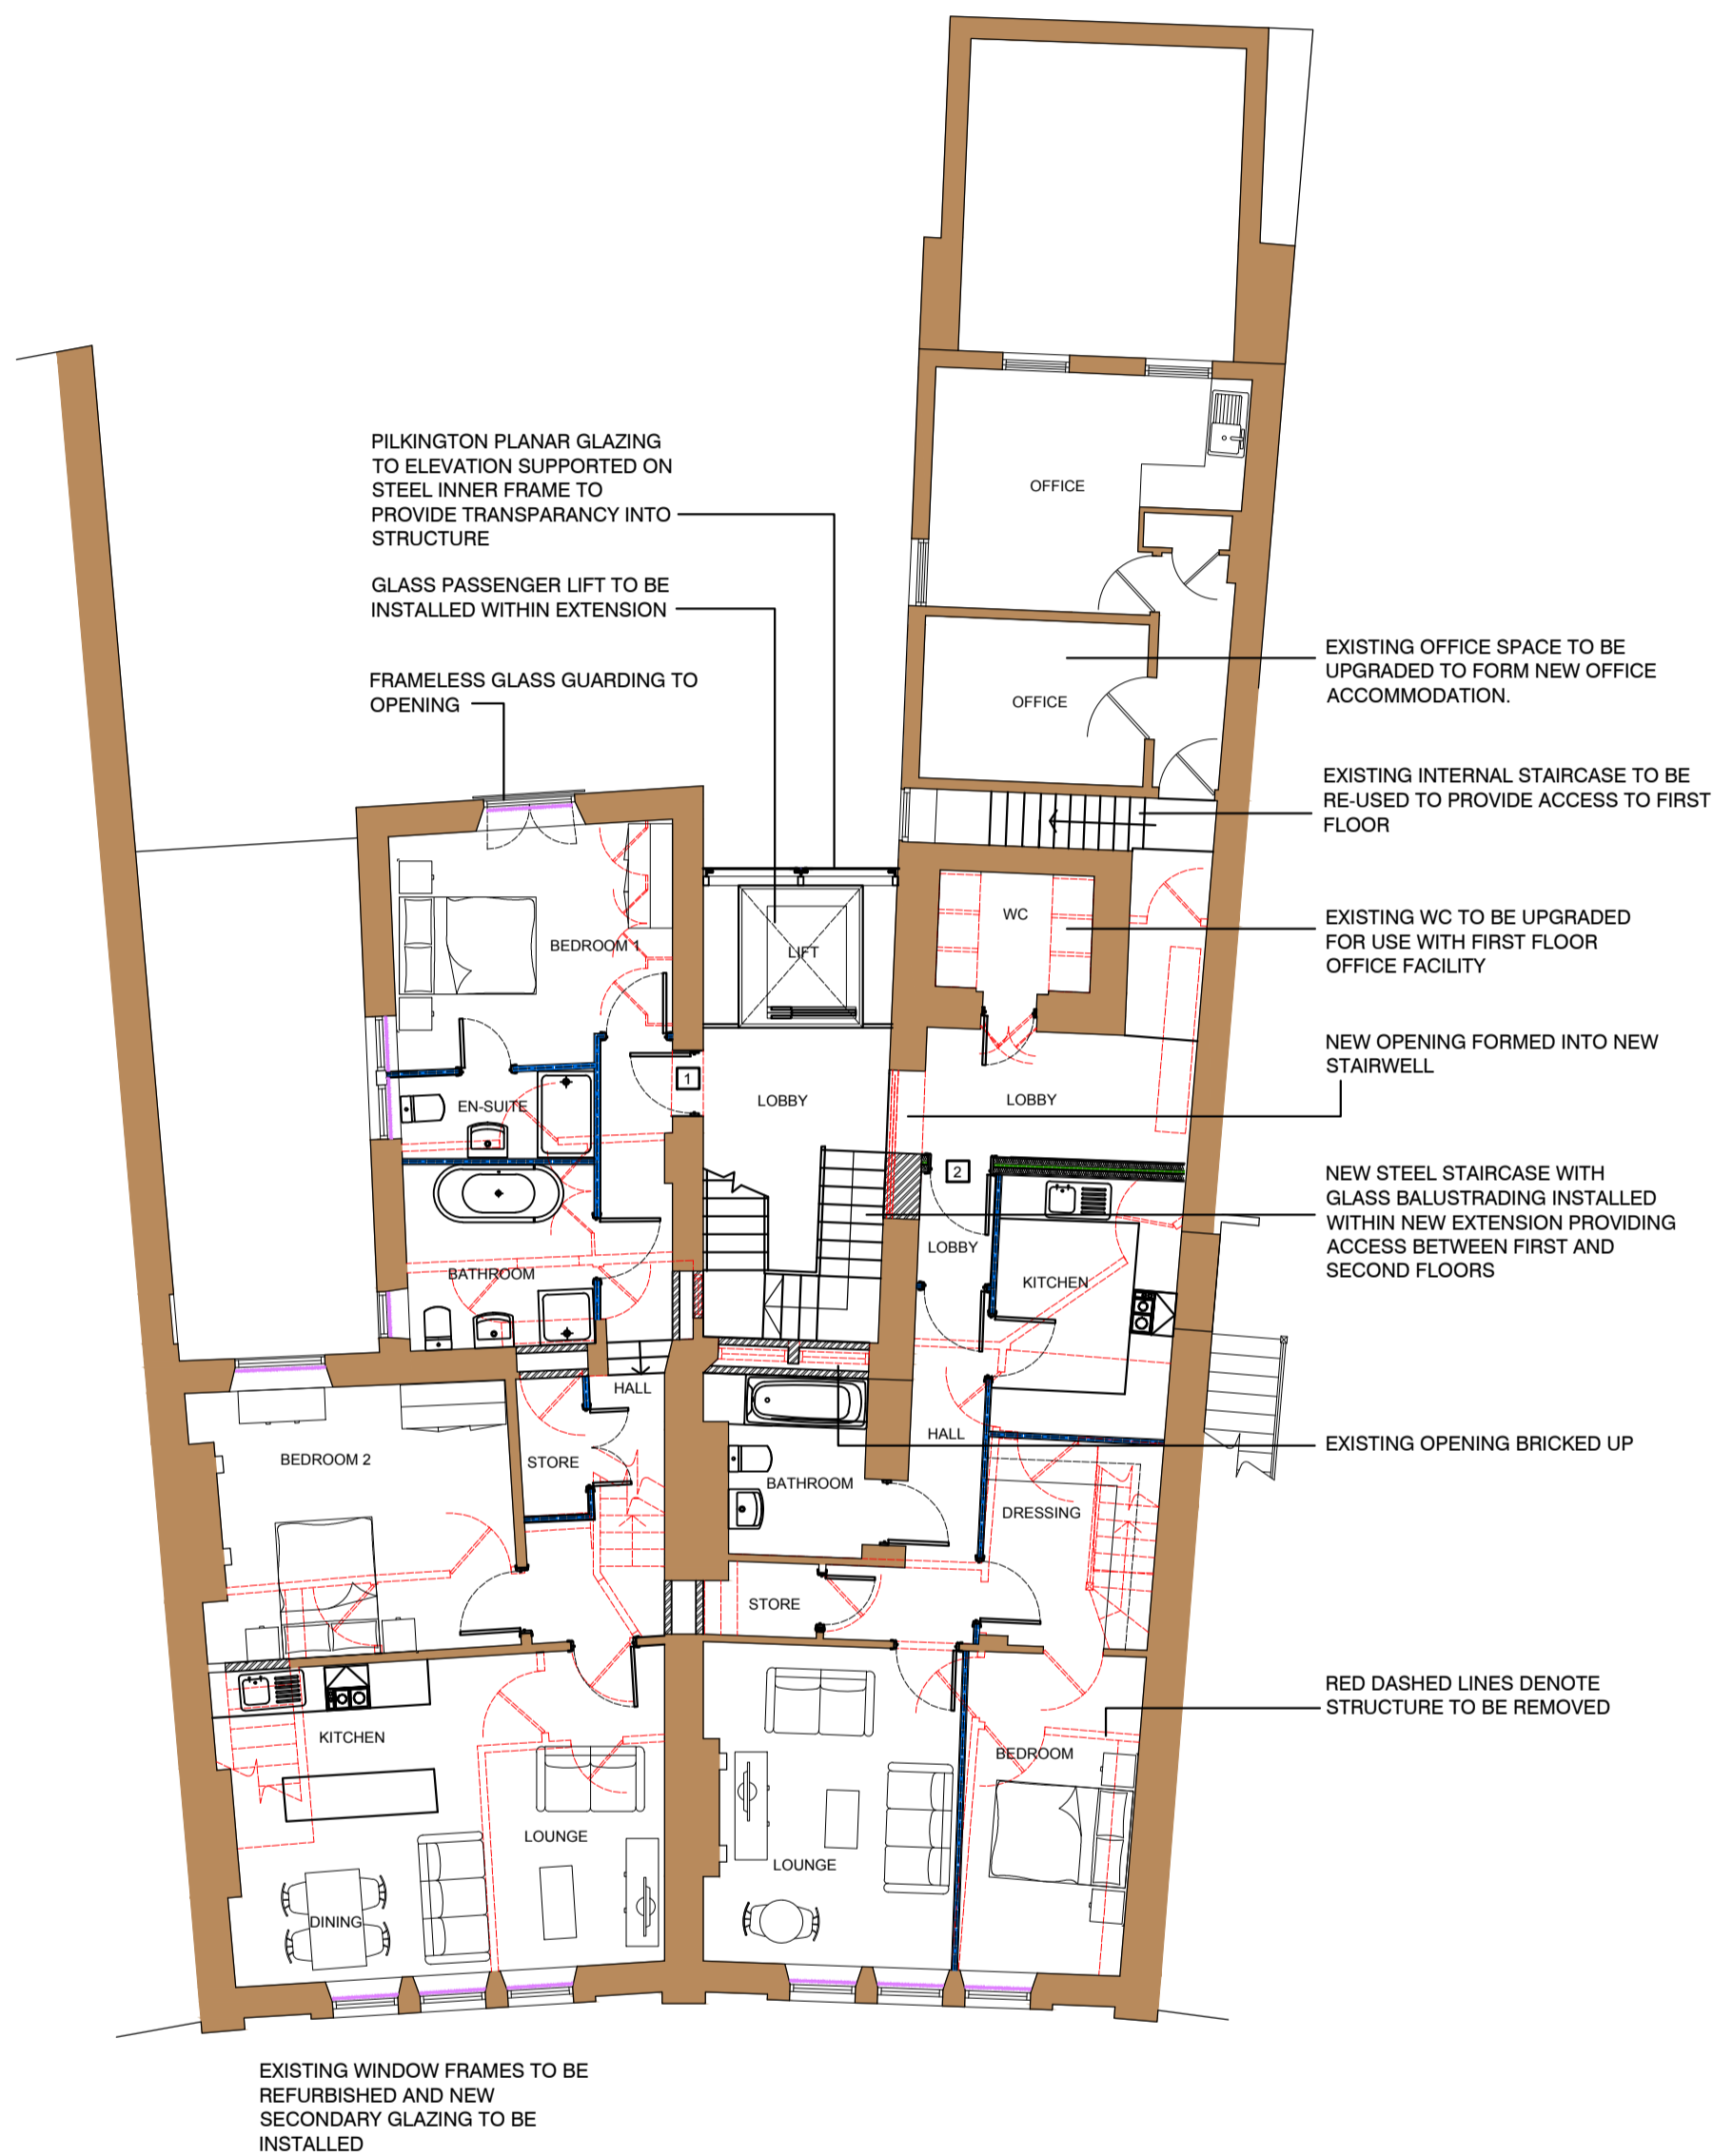 PILKINGTON PLANAR GLAZING
TO ELEVATION SUPPORTED ON
STEEL INNER FRAME TO
PROVIDE TRANSPARANCY INTO
STRUCTURE
GLASS PASSENGER LIFT TO BE
INSTALLED WITHIN EXTENSION
FRAMELESS GLASS GUARDING TO
OPENING
OFFICE
OFFICE
EXISTING OFFICE SPACE TO BE
UPGRADED TO FORM NEW OFFICE
ACCOMMODATION.
EXISTING INTERNAL STAIRCASE TO BE
RE-USED TO PROVIDE ACCESS TO FIRST
FLOOR
EXISTING WC TO BE UPGRADED
FOR USE WITH FIRST FLOOR
OFFICE FACILITY
NEW OPENING FORMED INTO NEW
STAIRWELL
NEW STEEL STAIRCASE WITH
GLASS BALUSTRADING INSTALLED
WITHIN NEW EXTENSION PROVIDING
ACCESS BETWEEN FIRST AND
SECOND FLOORS
EXISTING OPENING BRICKED UP
RED DASHED LINES DENOTE
STRUCTURE TO BE REMOVED
WC
BEDROOM 1
LIFT
1
EN-SUITE
LOBBY
LOBBY
2
LOBBY
BATHROOM
KITCHEN
HALL
HALL
BEDROOM 2
STORE
BATHROOM
DRESSING
STORE
KITCHEN
BEDROOM
LOUNGE
LOUNGE
DINING
EXISTING WINDOW FRAMES TO BE
REFURBISHED AND NEW
SECONDARY GLAZING TO BE
INSTALLED